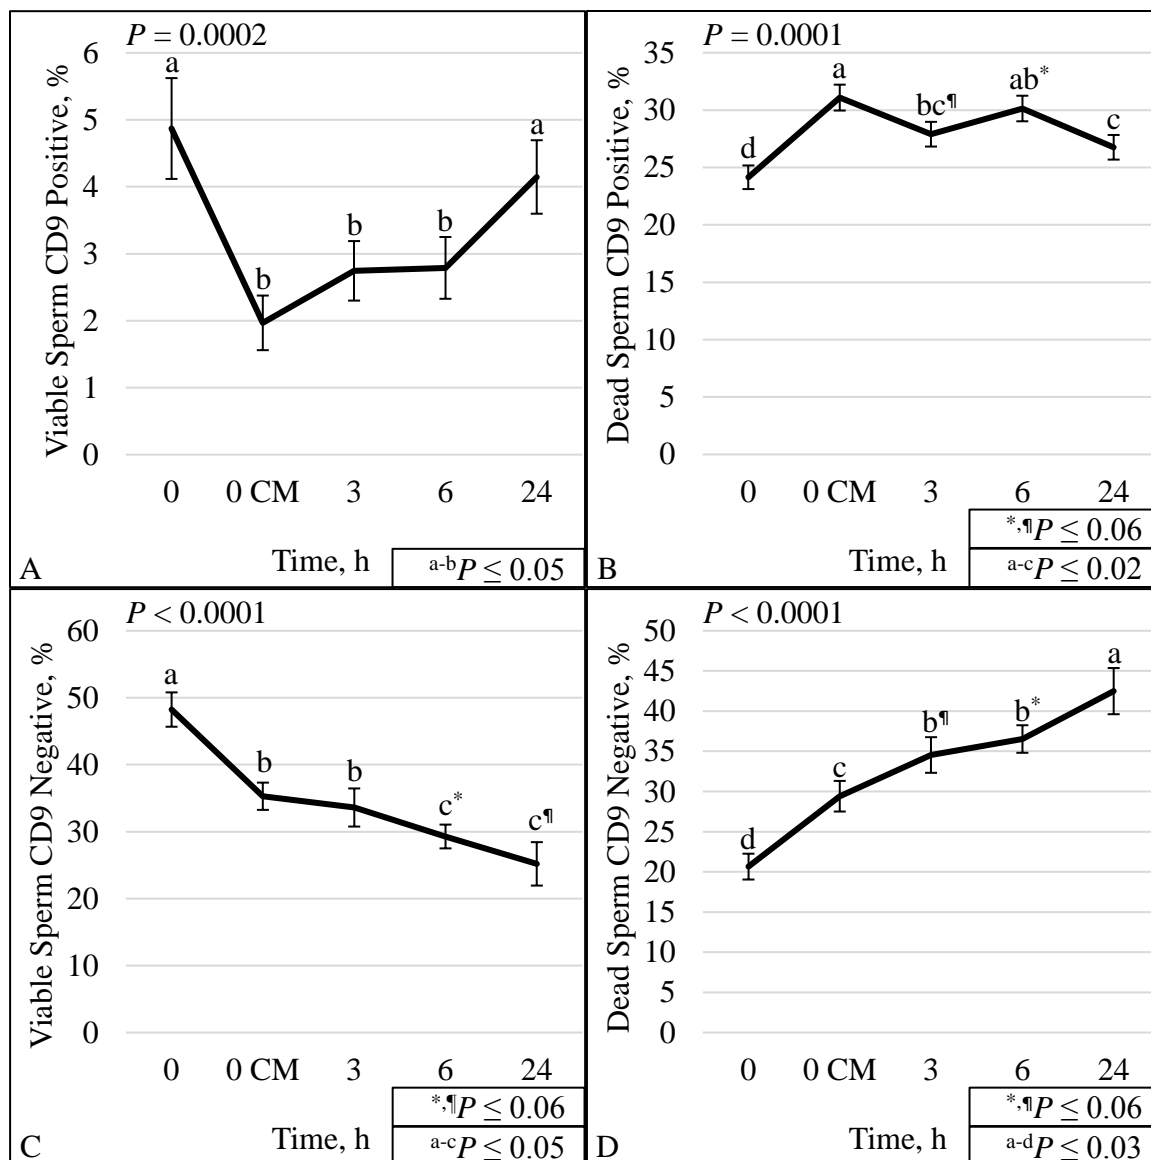 P = 0.0002
Viable Sperm CD9 Positive, %
6
5
4
3
2
1
0
a
b
b
b
a
0 0 CM 3 6 24
Time, h
a-bP ≤ 0.05
A
P = 0.0001
Dead Sperm CD9 Positive, %
35
30
25
20
15
10
5
0
d
a
bc¶
ab*
c
0 0 CM 3 6 24
*,¶P ≤ 0.06
a-cP ≤ 0.02
B
P < 0.0001
Viable Sperm CD9 Negative, %
60
50
40
30
20
10
0
a
b
b
c*
c¶
0 0 CM 3 6 24
Time, h
*,¶P ≤ 0.06
a-cP ≤ 0.05
C
P < 0.0001
Dead Sperm CD9 Negative, %
50
45
40
35
30
25
20
15
10
5
0
d
c
b¶
b*
a
0 0 CM 3 6 24
Time, h
*,¶P ≤ 0.06
a-dP ≤ 0.03
D
Time, h